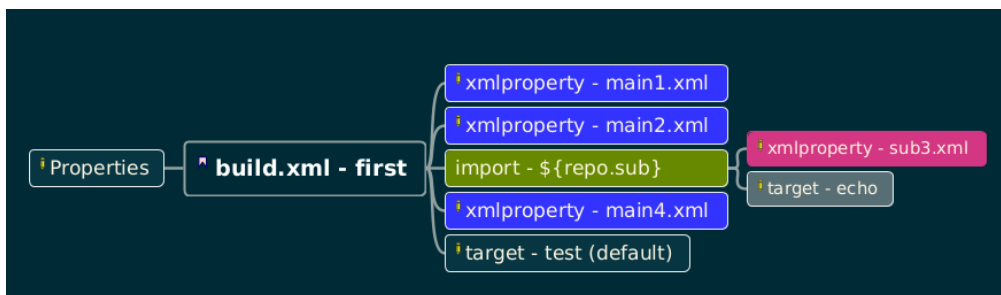 Properties
build.xml - first
xmlproperty - main1.xml
xmlproperty - main2.xml
import - ${repo.sub}
xmlproperty - sub3.xml
target - echo
xmlproperty - main4.xml
target - test (default)